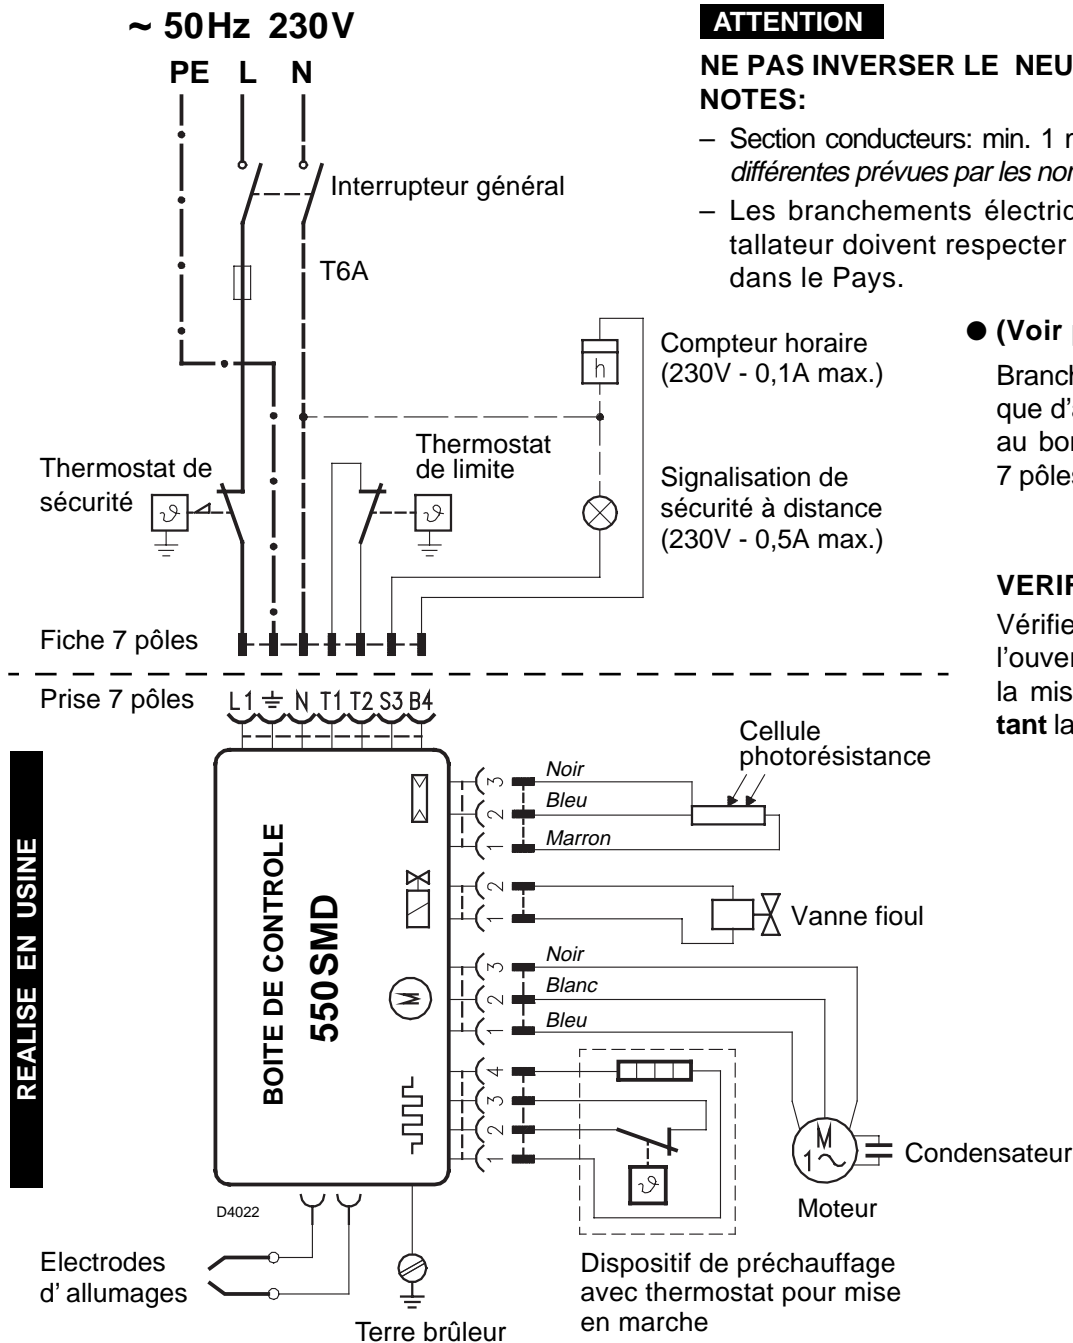 ~ 50Hz 230V
PE L N
Interrupteur général
T6A
ATTENTION
NE PAS INVERSER LE NEU
NOTES:
– Section conducteurs: min. 1
différentes prévues par les nor
– Les branchements électri
tallateur doivent respecter
dans le Pays.
● (Voir
Branch
que d'a
au bor
7 pôles
VERIF
Vérifie
l'ouver
la mis
tant la
Compteur horaire
(230V - 0,1A max.)
h
Thermostat de
sécurité
Thermostat
de limite
Signalisation de
sécurité à distance
(230V - 0,5A max.)
ϑ
ϑ
Fiche 7 pôles
Prise 7 pôles
L1 N T1 T2 S3 B4
REALISE EN USINE
BOITE DE CONTROLE
550SMD
M
3 Noir
2 Bleu
1 Marron
Cellule
photorésistance
2
1
Vanne fioul
3 Noir
2 Blanc
1 Bleu
4
3
2
1
ϑ
M
1~
Condensateur
Moteur
D4022
Electrodes
d' allumages
Terre brûleur
Dispositif de préchauffage
avec thermostat pour mise
en marche